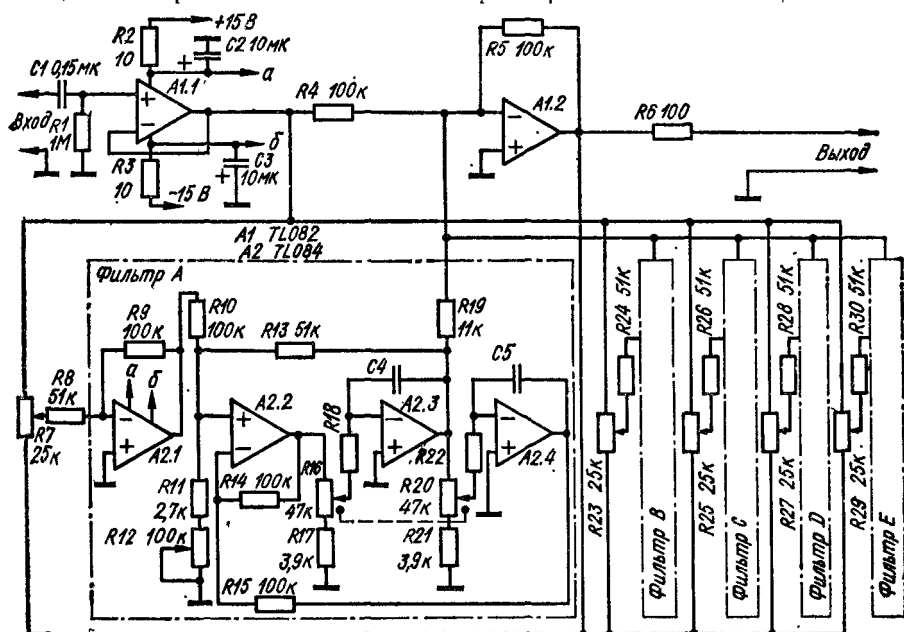 R2
10
+15 В
C2 10мк
+
а
C1 0,15мк
Вход
R1
1М
+
−
A1.1
R3
10
−15 В
б
C3
10мк
+
R4 100к
R5 100к
−
+
A1.2
R6 100
Выход
A1 TL082
A2 TL084
Фильтр А
R7
25к
R8
51к
R9
100к
а
б
−
+
A2.1
R10
100к
R11
2,7к
R12 100к
R13 51к
+
−
A2.2
R14 100к
R15 100к
R16
47к
R17
3,9к
R18
C4
−
+
A2.3
R19
11к
R20
47к
R21
3,9к
R22
C5
−
+
A2.4
R23 25к
R24 51к
Фильтр В
R25 25к
R26 51к
Фильтр С
R27 25к
R28 51к
Фильтр D
R29 25к
R30 51к
Фильтр Е